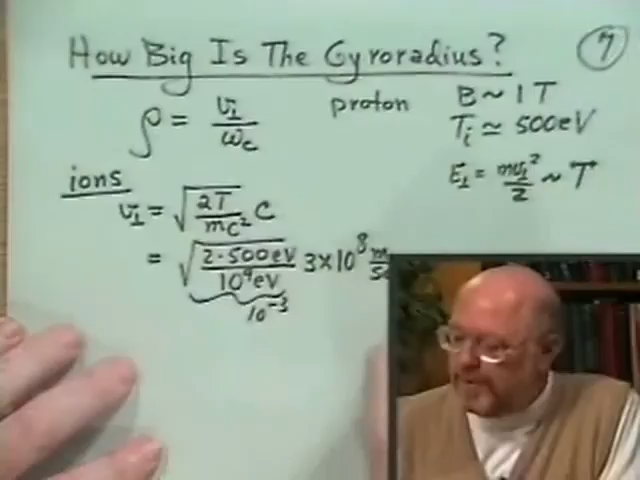 How Big Is The Gyroradius? 7
ρ = v⊥/ωc proton B ~ 1 T
Ti ≃ 500eV
E⊥ = mv⊥²/2 ~ T
ions
v⊥ = √(2T/mc²) C
= √(2·500eV/10⁹eV) 3×10⁸ m
10⁻³